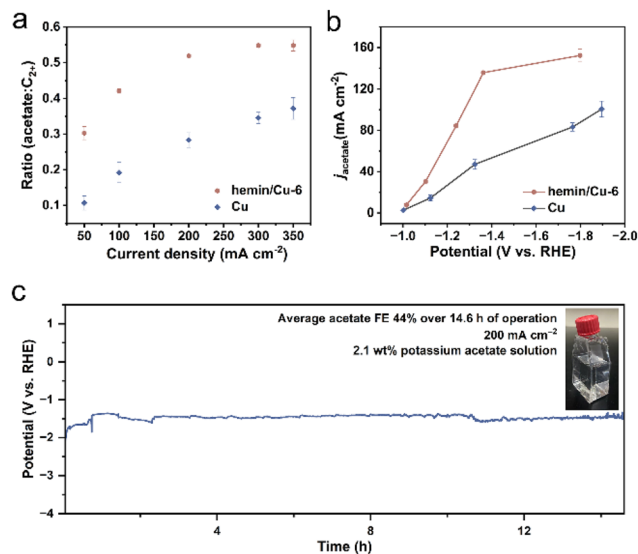 a
0.6
0.5
0.4
0.3
0.2
0.1
Ratio (acetate:C2+)
hemin/Cu-6
Cu
50 100 150 200 250 300 350
Current density (mA cm−2)
b
160
120
80
40
0
jacetate(mA cm−2)
hemin/Cu-6
Cu
−1.0 −1.2 −1.4 −1.6 −1.8 −2.0
Potential (V vs. RHE)
c
1
0
−1
−2
−3
−4
Potential (V vs. RHE)
Average acetate FE 44% over 14.6 h of operation
200 mA cm−2
2.1 wt% potassium acetate solution
4 8 12
Time (h)